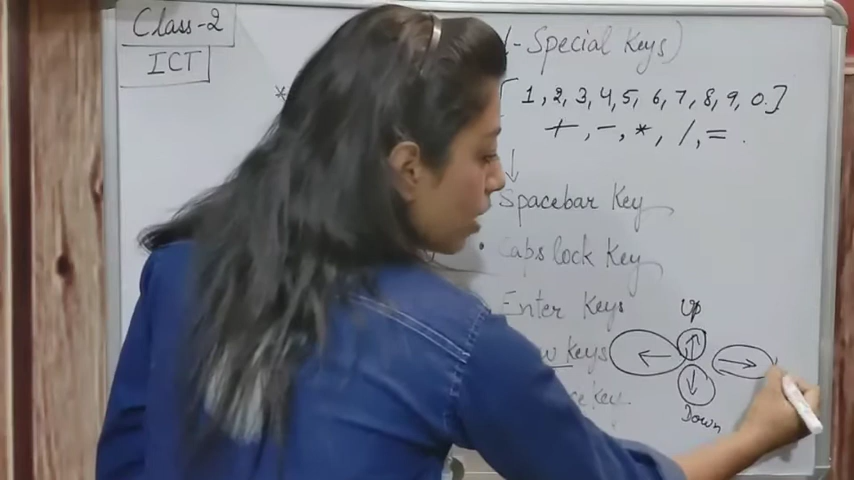 Class-2
ICT
*
(-Special Keys)
[ 1, 2, 3, 4, 5, 6, 7, 8, 9, 0.]
+, -, *, /, = .
↓
Spacebar Key
• Caps lock Key
Enter Keys
Keys ← ↑ ↓ →
Up
Down
key.